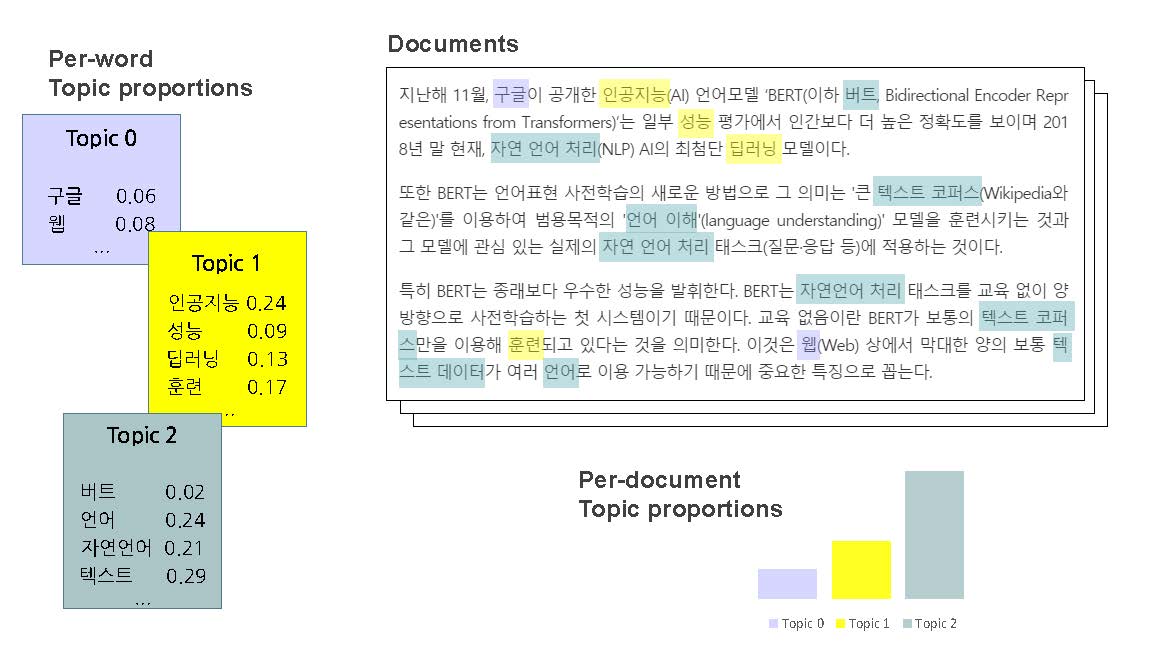 Per-word
Topic proportions
Topic 0
구글 0.06
웹 0.08
...
Topic 1
인공지능 0.24
성능 0.09
딥러닝 0.13
훈련 0.17
..
Topic 2
버트 0.02
언어 0.24
자연언어 0.21
텍스트 0.29
...
Documents
지난해 11월, 구글이 공개한 인공지능(AI) 언어모델 ‘BERT(이하 버트, Bidirectional Encoder Repr
esentations from Transformers)’는 일부 성능 평가에서 인간보다 더 높은 정확도를 보이며 201
8년 말 현재, 자연 언어 처리(NLP) AI의 최첨단 딥러닝 모델이다.
또한 BERT는 언어표현 사전학습의 새로운 방법으로 그 의미는 '큰 텍스트 코퍼스(Wikipedia와
같은)'를 이용하여 범용목적의 '언어 이해'(language understanding)' 모델을 훈련시키는 것과
그 모델에 관심 있는 실제의 자연 언어 처리 태스크(질문·응답 등)에 적용하는 것이다.
특히 BERT는 종래보다 우수한 성능을 발휘한다. BERT는 자연언어 처리 태스크를 교육 없이 양
방향으로 사전학습하는 첫 시스템이기 때문이다. 교육 없음이란 BERT가 보통의 텍스트 코퍼
스만을 이용해 훈련되고 있다는 것을 의미한다. 이것은 웹(Web) 상에서 막대한 양의 보통 텍
스트 데이터가 여러 언어로 이용 가능하기 때문에 중요한 특징으로 꼽는다.
Per-document
Topic proportions
Topic 0 Topic 1 Topic 2